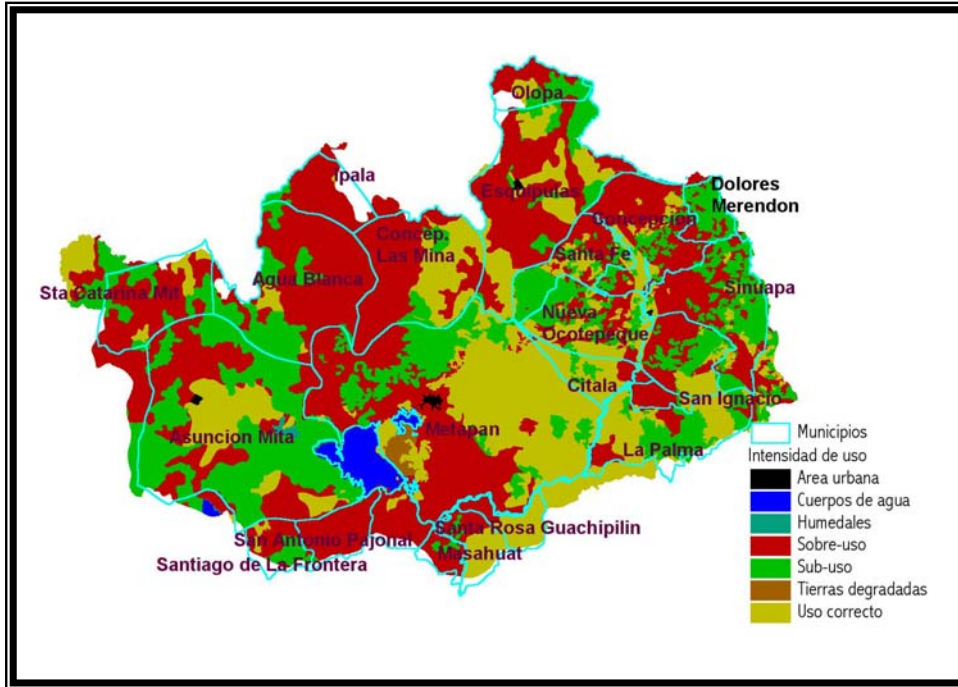 Olopa
Ipala
Esquipulas
Dolores
Merendon
Concepcion
Concep.
Las Mina
Santa Fe
Agua Blanca
Sta Catarina Mit
Sinuapa
Nueva
Ocotepeque
Citala
San Ignacio
Asuncion Mita
Metapan
La Palma
Santa Rosa Guachipilin
San Antonio Pajonal
Masahuat
Santiago de La Frontera
Municipios
Intensidad de uso
Area urbana
Cuerpos de agua
Humedales
Sobre-uso
Sub-uso
Tierras degradadas
Uso correcto